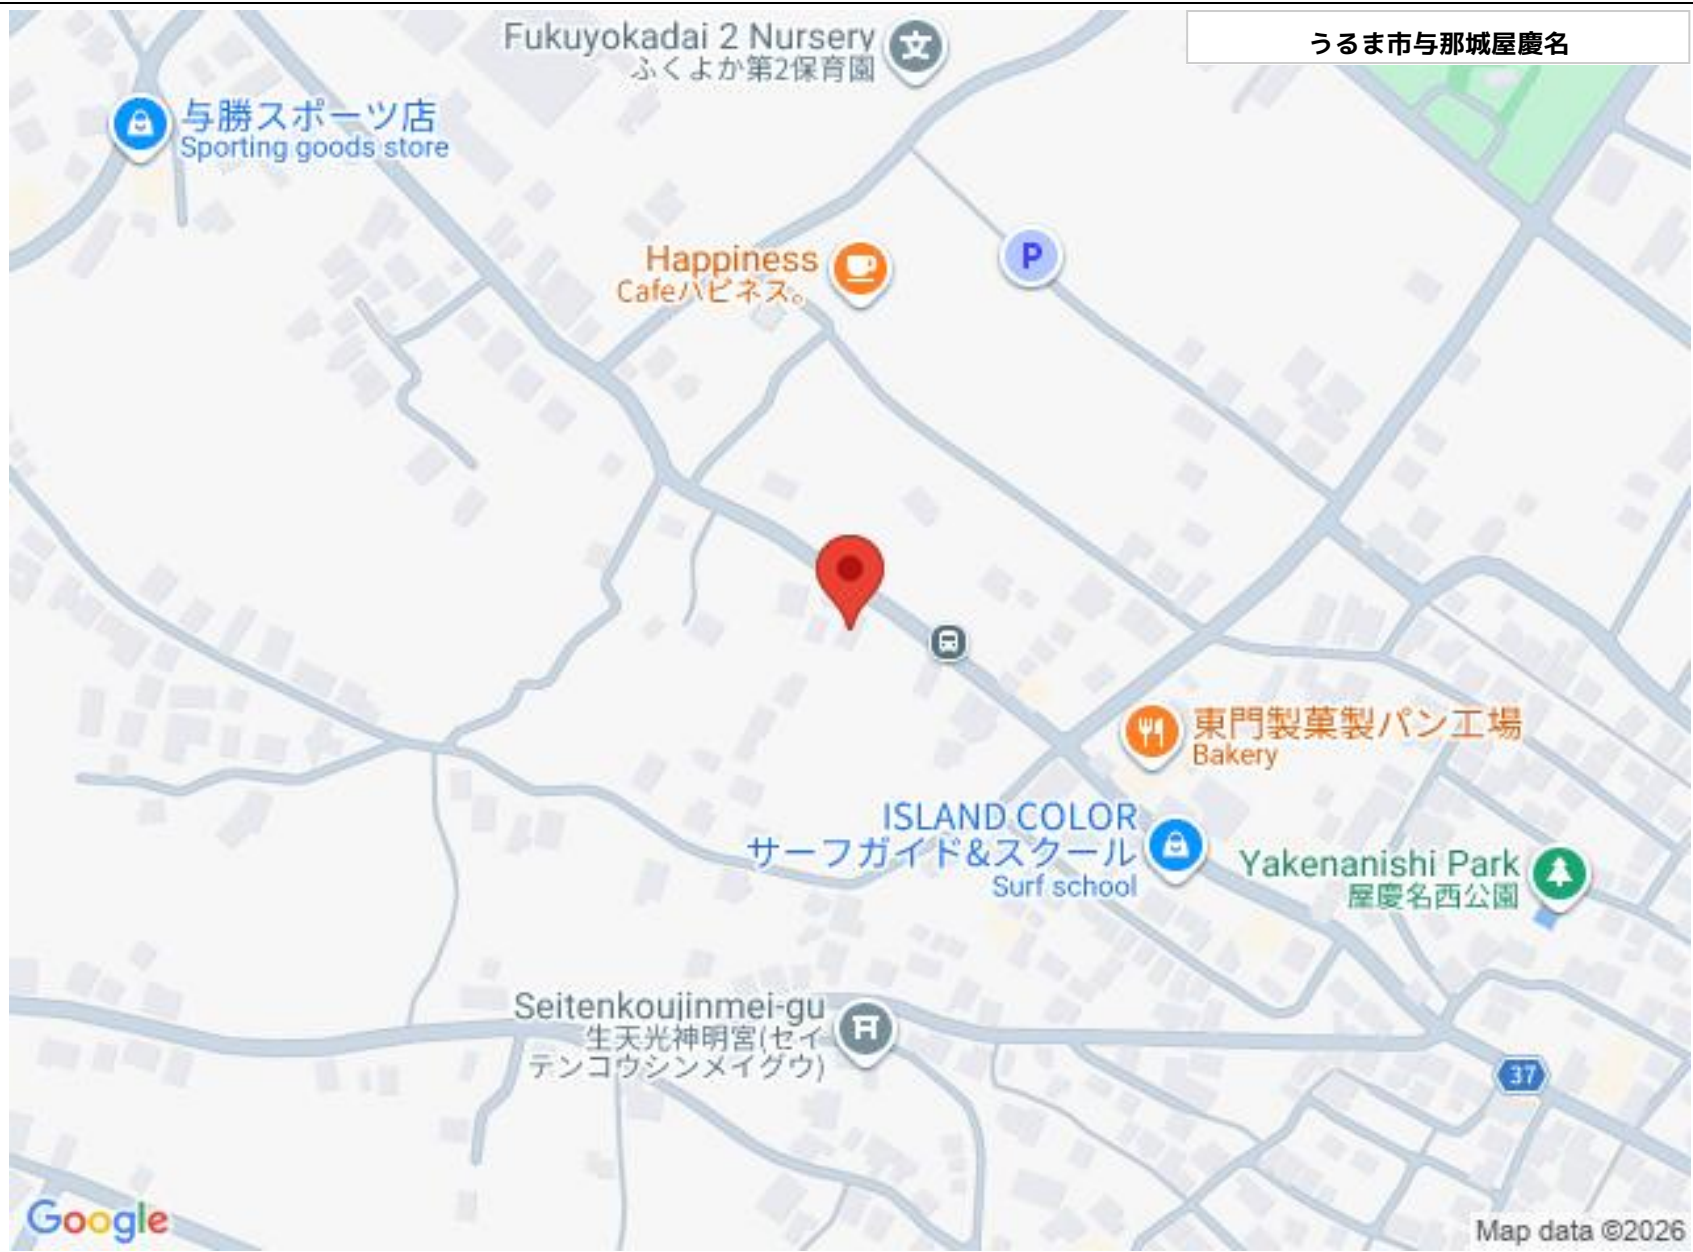 うるま市与那城屋慶名
Fukuyokadai 2 Nursery
ふくよか第2保育園
与勝スポーツ店
Sporting goods store
Happiness
Cafeハピネス。
P
東門製菓製パン工場
Bakery
ISLAND COLOR
サーフガイド&スクール
Surf school
Yakenanishi Park
屋慶名西公園
Seitenkoujinmei-gu
生天光神明宮(セイ
テンコウシンメイグウ)
37
Google
Map data ©2026